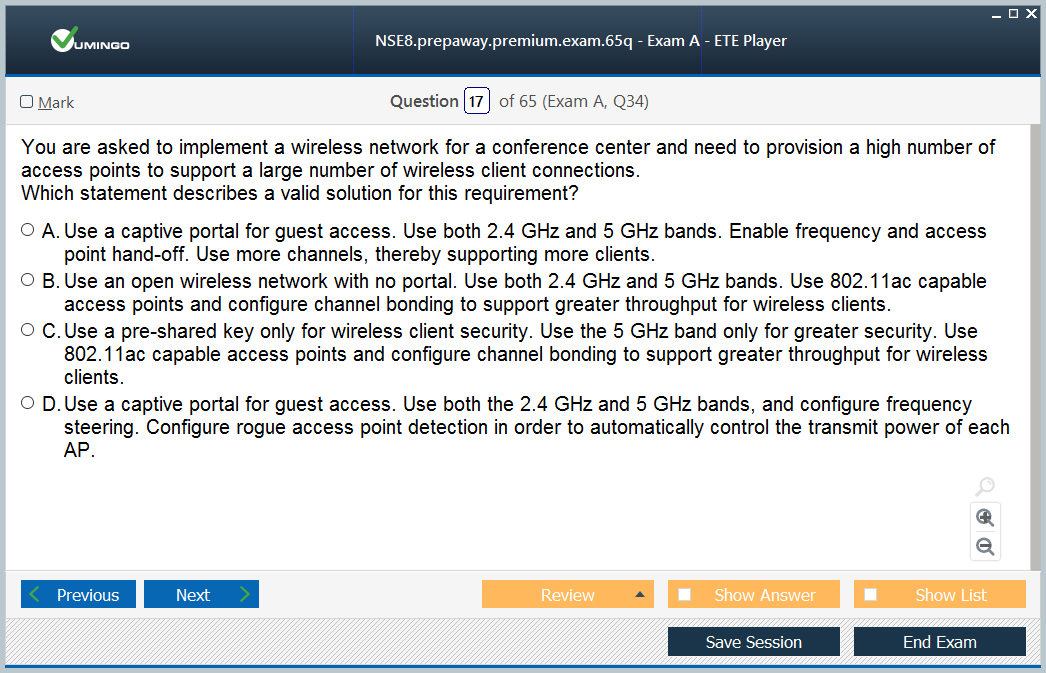 VUMINGO
NSE8.prepaway.premium.exam.65q - Exam A - ETE Player
Mark
Question 17 of 65 (Exam A, Q34)
You are asked to implement a wireless network for a conference center and need to provision a high number of
access points to support a large number of wireless client connections.
Which statement describes a valid solution for this requirement?
A. Use a captive portal for guest access. Use both 2.4 GHz and 5 GHz bands. Enable frequency and access
point hand-off. Use more channels, thereby supporting more clients.
B. Use an open wireless network with no portal. Use both 2.4 GHz and 5 GHz bands. Use 802.11ac capable
access points and configure channel bonding to support greater throughput for wireless clients.
C. Use a pre-shared key only for wireless client security. Use the 5 GHz band only for greater security. Use
802.11ac capable access points and configure channel bonding to support greater throughput for wireless
clients.
D. Use a captive portal for guest access. Use both the 2.4 GHz and 5 GHz bands, and configure frequency
steering. Configure rogue access point detection in order to automatically control the transmit power of each
AP.
Previous Next Review Show Answer Show List
Save Session End Exam